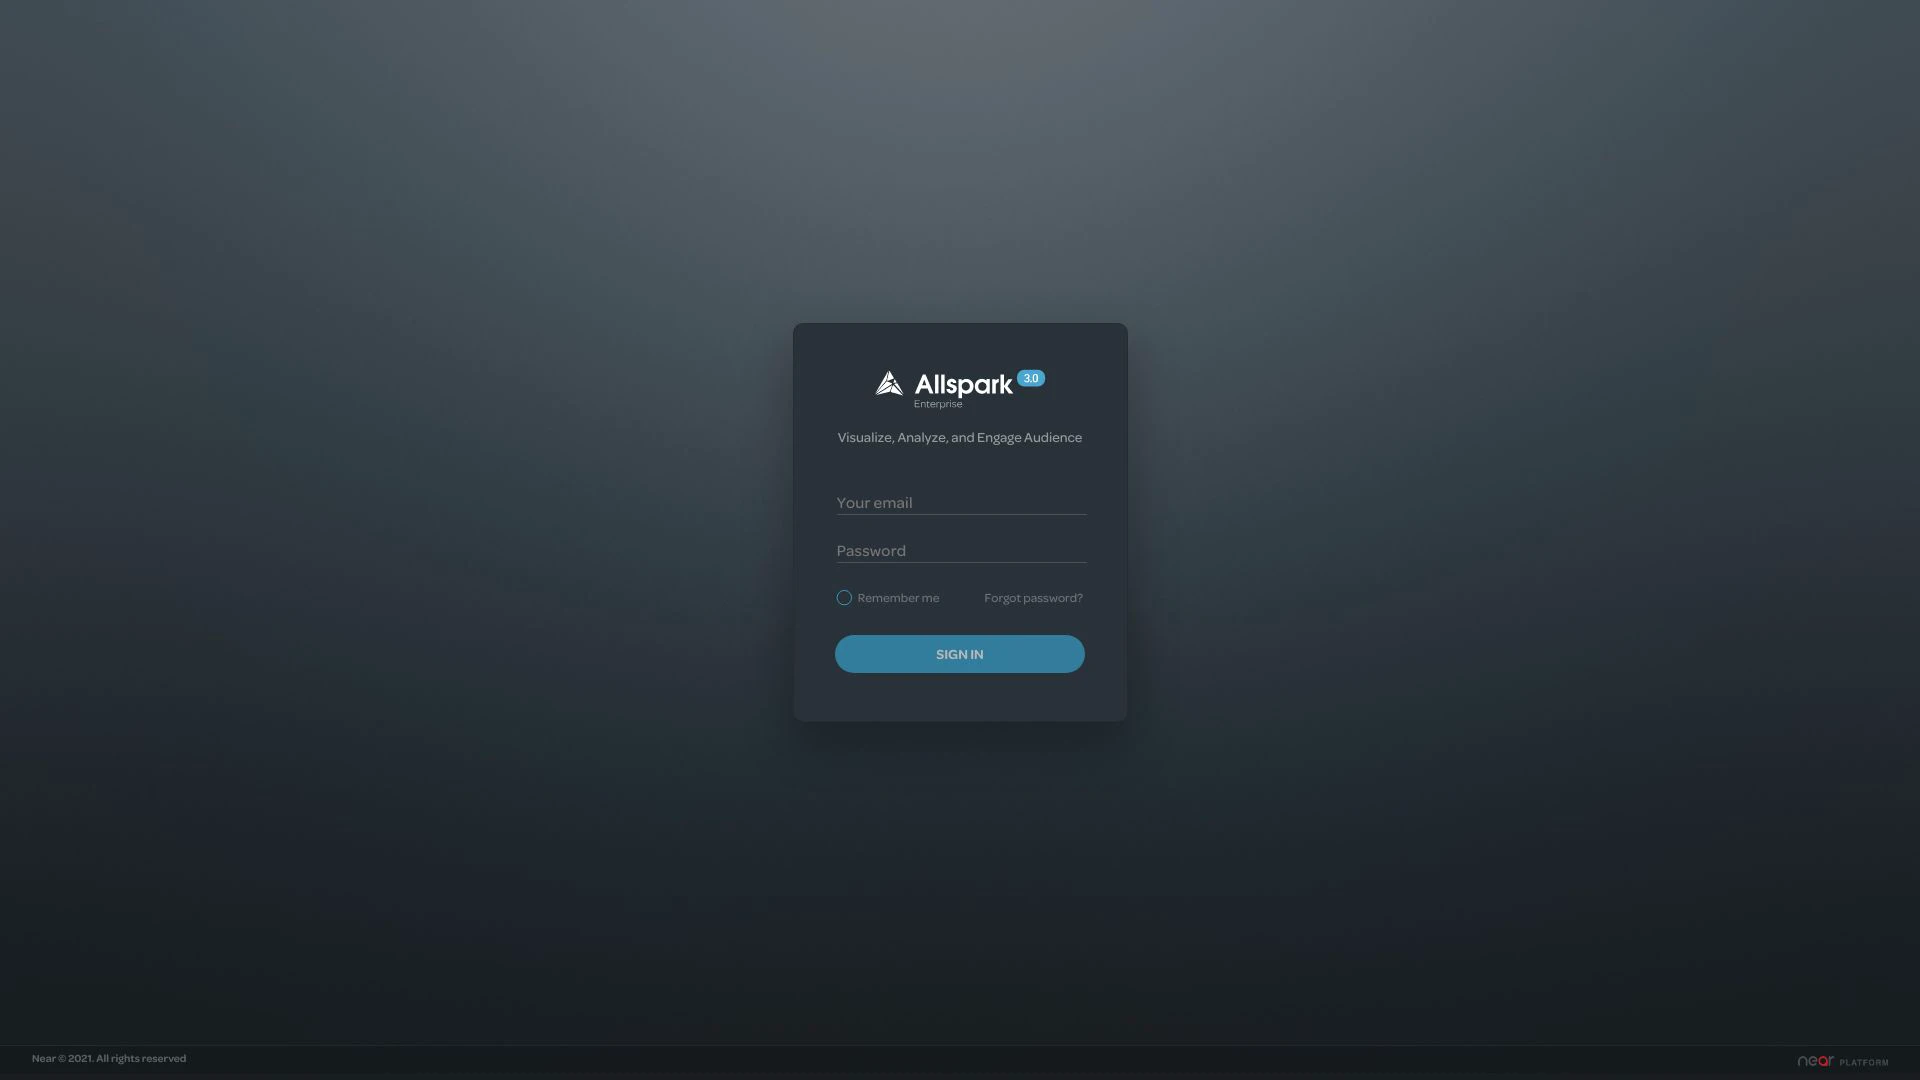 Allspark 3.0
Enterprise
Visualize, Analyze, and Engage Audience
Your email
Password
Remember me Forgot password?
SIGN IN
Near © 2021. All rights reserved near PLATFORM